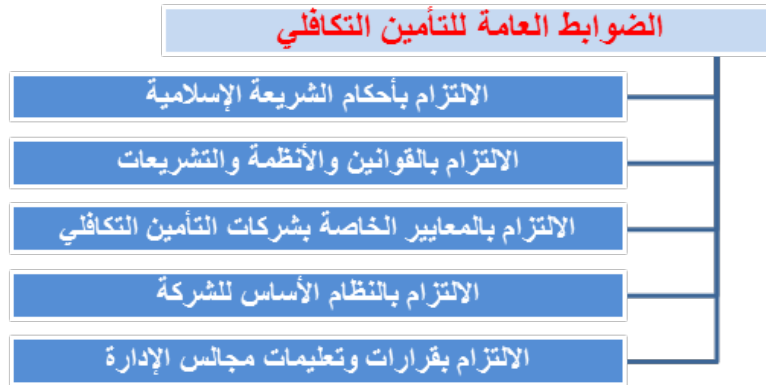 الضوابط العامة للتأمين التكافلي
الالتزام بأحكام الشريعة الإسلامية
الالتزام بالقوانين والأنظمة والتشريعات
الالتزام بالمعايير الخاصة بشركات التأمين التكافلي
الالتزام بالنظام الأساس للشركة
الالتزام بقرارات وتعليمات مجالس الإدارة